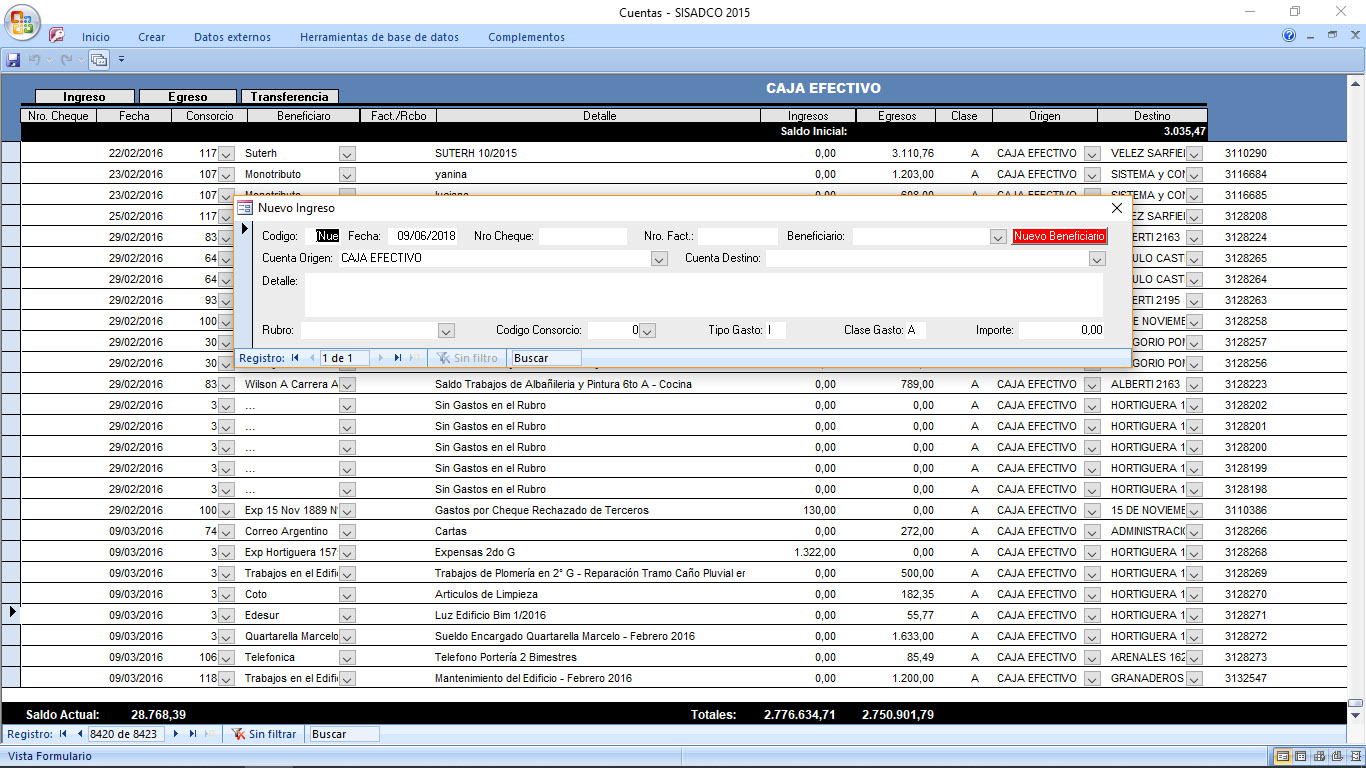 Cuentas - SISADCO 2015
Inicio Crear Datos externos Herramientas de base de datos Complementos
CAJA EFECTIVO
Ingreso Egreso Transferencia
Nro. Cheque Fecha Consorcio Beneficiaro Fact./Rcbo Detalle Ingresos Egresos Clase Origen Destino
Saldo Inicial: 3.035,47
22/02/2016 117 Suterh SUTERH 10/2015 0,00 3.110,76 A CAJA EFECTIVO VELEZ SARFIEI 3110290
23/02/2016 107 Monotributo yanina 0,00 1.203,00 A CAJA EFECTIVO SISTEMA y CON 3116684
23/02/2016 107 Monotributo luciana 0,00 608,00 A CAJA EFECTIVO SISTEMA y CON 3116685
25/02/2016 117 EZ SARFIEI 3128208
Nuevo Ingreso
Codigo: (Nue Fecha: 09/06/2018 Nro Cheque: Nro. Fact.: Beneficiario: Nuevo Beneficiario
29/02/2016 83 ERTI 2163 3128224
Cuenta Origen: CAJA EFECTIVO Cuenta Destino:
29/02/2016 64 ULO CAST 3128265
Detalle:
29/02/2016 64 ULO CAST 3128264
29/02/2016 93 ERTI 2195 3128263
29/02/2016 100 E NOVIEME 3128258
Rubro: Codigo Consorcio: 0 Tipo Gasto: I Clase Gasto: A Importe: 0,00
29/02/2016 30 GORIO PON 3128257
Registro: 1 de 1 Sin filtro Buscar
29/02/2016 30 GORIO PON 3128256
29/02/2016 83 Wilson A Carrera A Saldo Trabajos de Albañileria y Pintura 6to A - Cocina 0,00 789,00 A CAJA EFECTIVO ALBERTI 2163 3128223
29/02/2016 3 ... Sin Gastos en el Rubro 0,00 0,00 A CAJA EFECTIVO HORTIGUERA 1 3128202
29/02/2016 3 ... Sin Gastos en el Rubro 0,00 0,00 A CAJA EFECTIVO HORTIGUERA 1 3128201
29/02/2016 3 ... Sin Gastos en el Rubro 0,00 0,00 A CAJA EFECTIVO HORTIGUERA 1 3128200
29/02/2016 3 ... Sin Gastos en el Rubro 0,00 0,00 A CAJA EFECTIVO HORTIGUERA 1 3128199
29/02/2016 3 ... Sin Gastos en el Rubro 0,00 0,00 A CAJA EFECTIVO HORTIGUERA 1 3128198
29/02/2016 100 Exp 15 Nov 1889 N° Gastos por Cheque Rechazado de Terceros 130,00 0,00 A CAJA EFECTIVO 15 DE NOVIEME 3110386
09/03/2016 74 Correo Argentino Cartas 0,00 272,00 A CAJA EFECTIVO ADMINISTRACIO 3128266
09/03/2016 3 Exp Hortiguera 157 Expensas 2do G 1.322,00 0,00 A CAJA EFECTIVO HORTIGUERA 1 3128268
09/03/2016 3 Trabajos en el Edifi Trabajos de Plomería en 2° G - Reparación Tramo Caño Pluvial en 0,00 500,00 A CAJA EFECTIVO HORTIGUERA 1 3128269
09/03/2016 3 Coto Articulos de Limpieza 0,00 182,35 A CAJA EFECTIVO HORTIGUERA 1 3128270
09/03/2016 3 Edesur Luz Edificio Bim 1/2016 0,00 55,77 A CAJA EFECTIVO HORTIGUERA 1 3128271
09/03/2016 3 Quartarella Marcelo Sueldo Encargado Quartarella Marcelo - Febrero 2016 0,00 1.633,00 A CAJA EFECTIVO HORTIGUERA 1 3128272
09/03/2016 106 Telefonica Telefono Portería 2 Bimestres 0,00 85,49 A CAJA EFECTIVO ARENALES 162 3128273
09/03/2016 118 Trabajos en el Edifi Mantenimiento del Edificio - Febrero 2016 0,00 1.200,00 A CAJA EFECTIVO GRANADEROS 3132547
Saldo Actual: 28.768,39 Totales: 2.776.634,71 2.750.901,79
Registro: 8420 de 8423 Sin filtrar Buscar
Vista Formulario